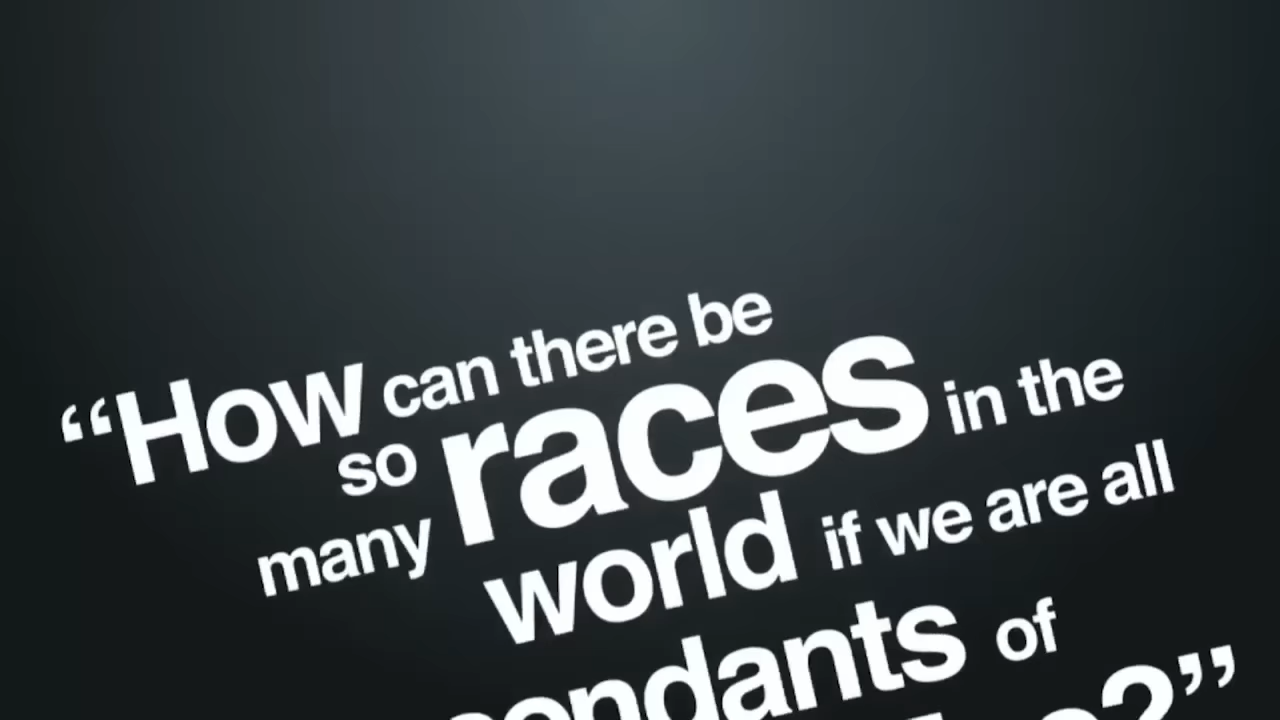 “How can there be
so many races in the
world if we are all
of
?”